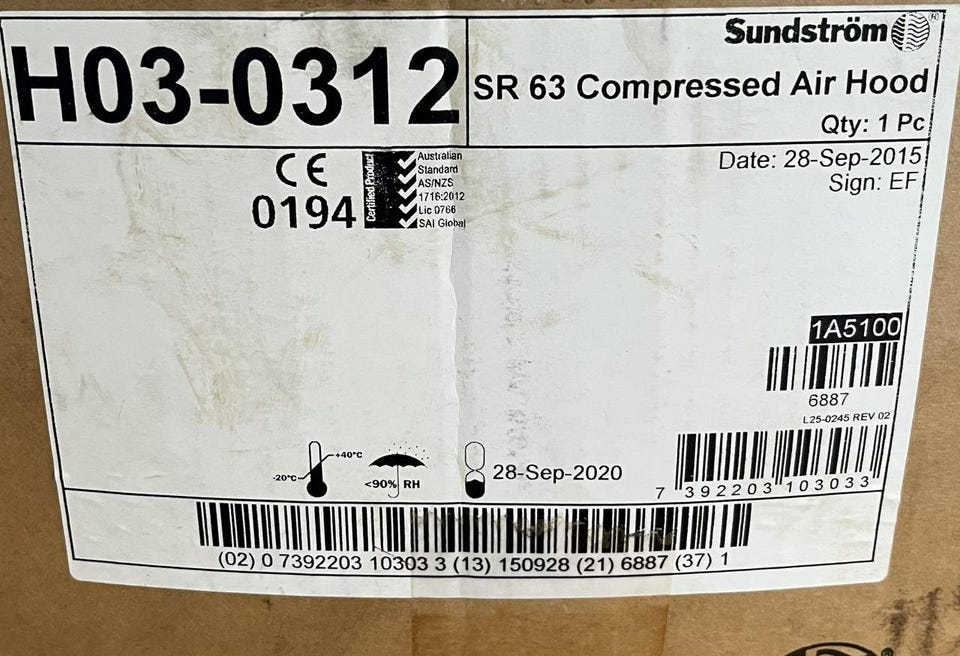 Sundström ®
H03-0312
SR 63 Compressed Air Hood
Qty: 1 Pc
CE
0194
Certified Product
Australian
Standard
AS/NZS
1716:2012
Lic 0766
SAI Global
Date: 28-Sep-2015
Sign: EF
1A5100
6887
L25-0245 REV 02
+40°C
-20°C
<90% RH
28-Sep-2020
7 392203 103033
(02) 0 7392203 10303 3 (13) 150928 (21) 6887 (37) 1
®